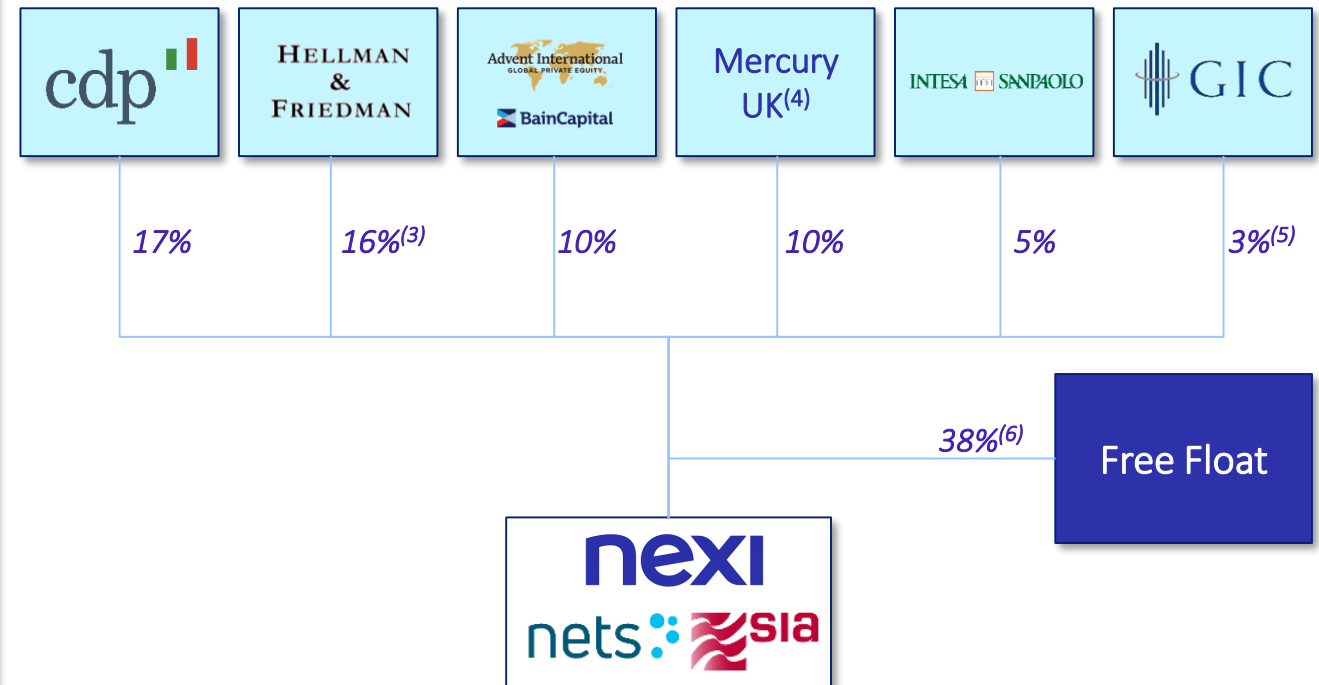 cdp
HELLMAN
&
FRIEDMAN
Advent International
GLOBAL PRIVATE EQUITY
BainCapital
Mercury
UK(4)
INTESA SANPAOLO
GIC
17%
16%(3)
10%
10%
5%
3%(5)
38%(6)
Free Float
nexi
nets
sia